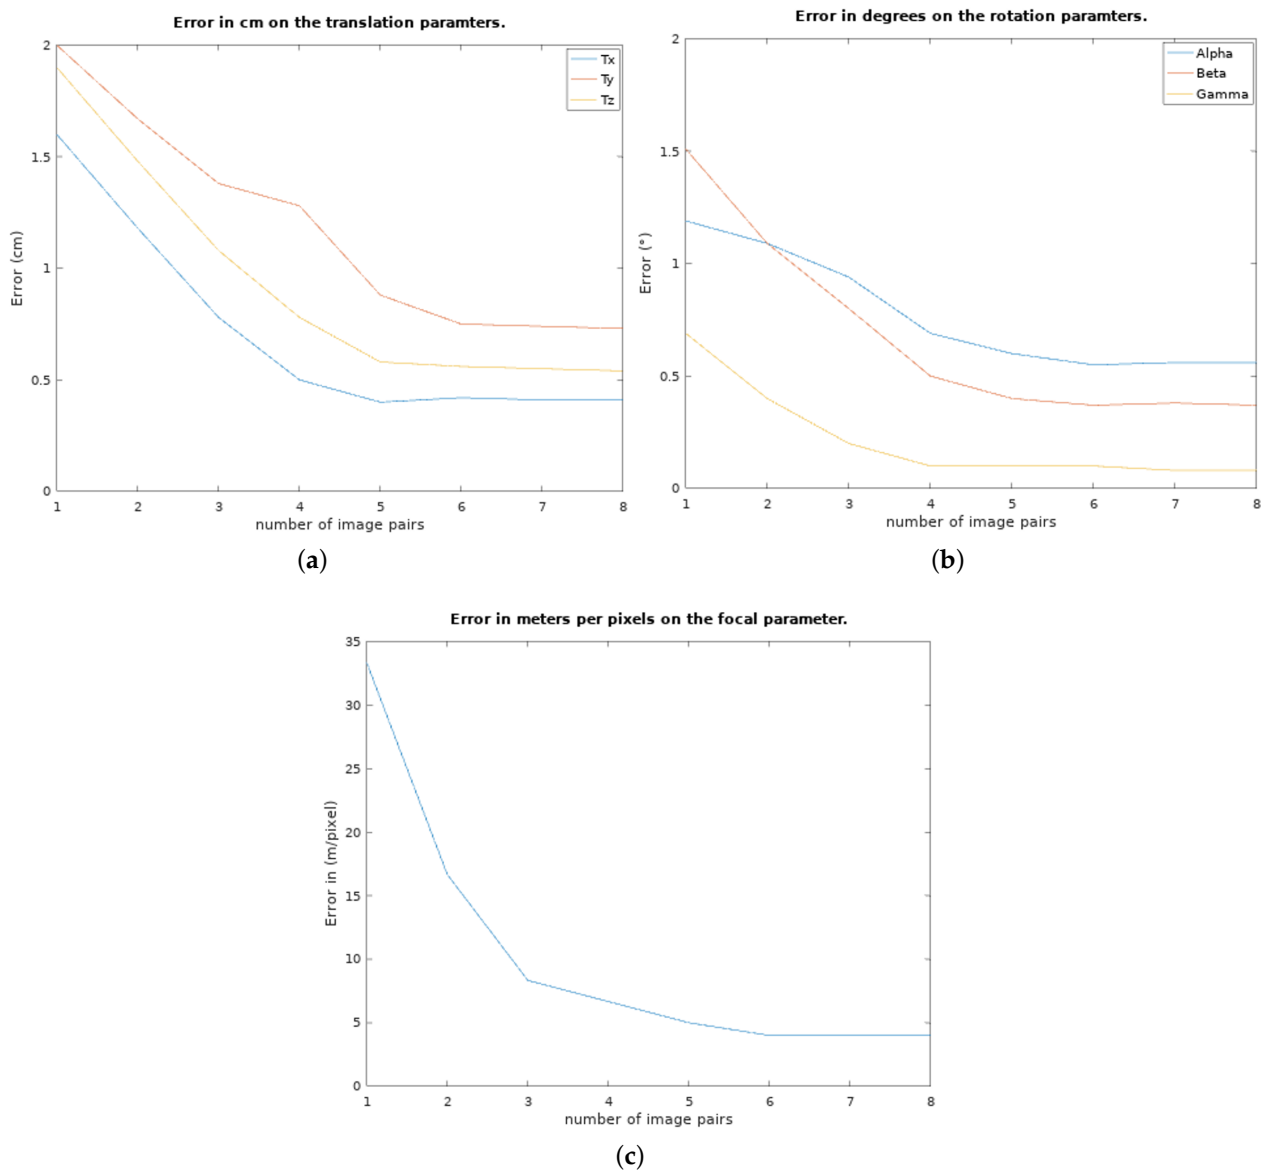 Error in cm on the translation paramters.
2
1.5
1
0.5
0
Error (cm)
Tx
Ty
Tz
1 2 3 4 5 6 7 8
number of image pairs
(a)
Error in degrees on the rotation paramters.
2
1.5
1
0.5
0
Error (°)
Alpha
Beta
Gamma
1 2 3 4 5 6 7 8
number of image pairs
(b)
Error in meters per pixels on the focal parameter.
35
30
25
20
15
10
5
0
Error in (m/pixel)
1 2 3 4 5 6 7 8
number of image pairs
(c)